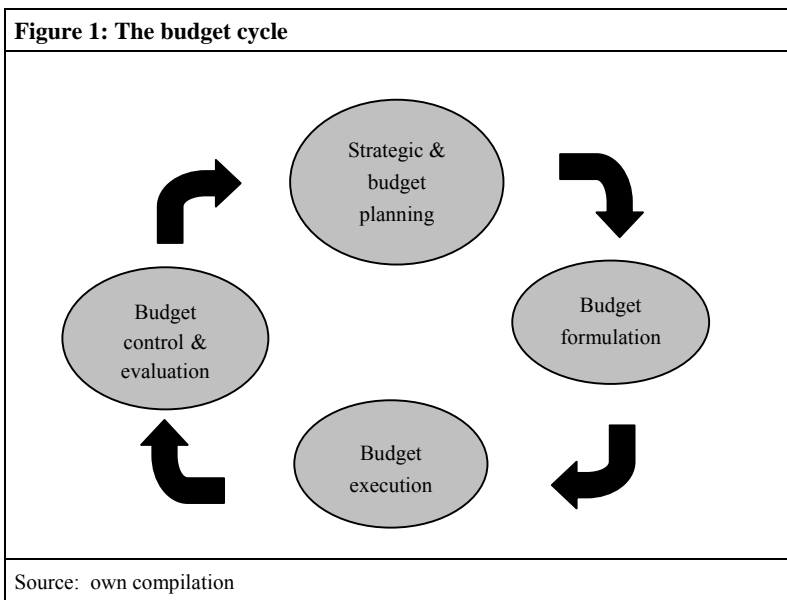 Figure 1: The budget cycle
Strategic &
budget
planning
Budget
formulation
Budget
execution
Budget
control &
evaluation
Source: own compilation